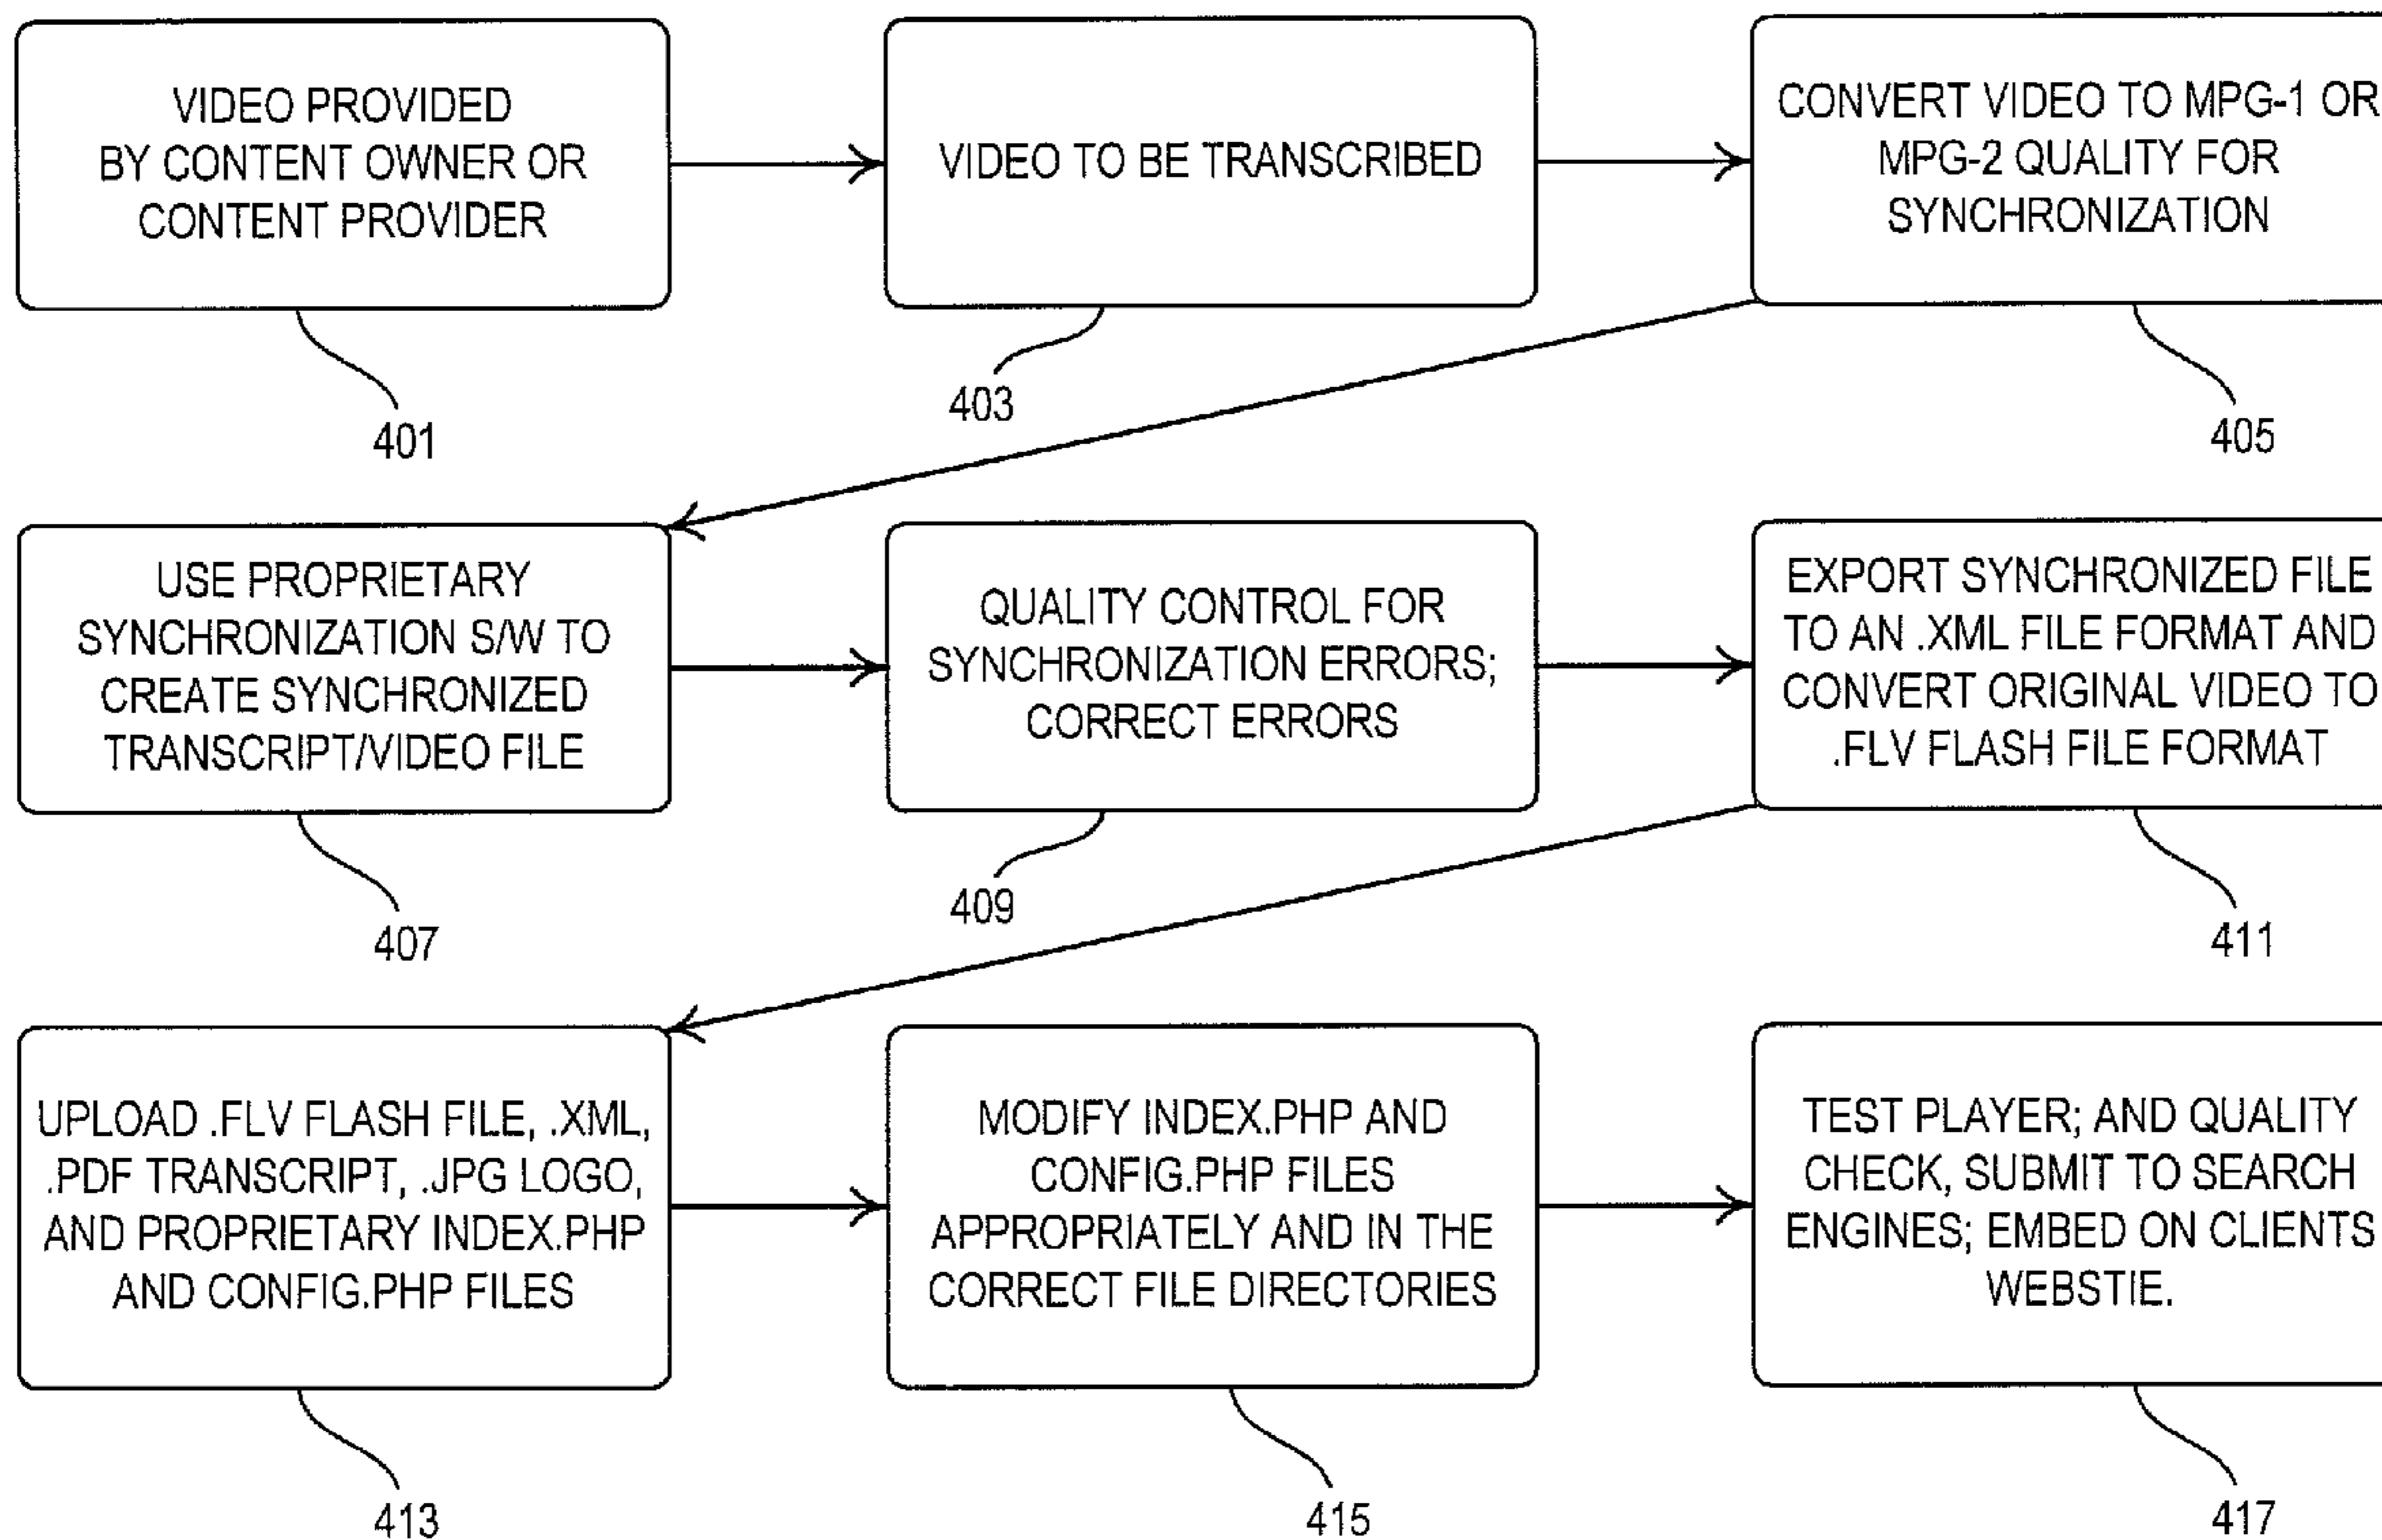 VIDEO PROVIDED
BY CONTENT OWNER OR
CONTENT PROVIDER
401
VIDEO TO BE TRANSCRIBED
403
CONVERT VIDEO TO MPG-1 OR
MPG-2 QUALITY FOR
SYNCHRONIZATION
405
USE PROPRIETARY
SYNCHRONIZATION S/W TO
CREATE SYNCHRONIZED
TRANSCRIPT/VIDEO FILE
407
QUALITY CONTROL FOR
SYNCHRONIZATION ERRORS;
CORRECT ERRORS
409
EXPORT SYNCHRONIZED FILE
TO AN .XML FILE FORMAT AND
CONVERT ORIGINAL VIDEO TO
.FLV FLASH FILE FORMAT
411
UPLOAD .FLV FLASH FILE, .XML,
.PDF TRANSCRIPT, .JPG LOGO,
AND PROPRIETARY INDEX.PHP
AND CONFIG.PHP FILES
413
MODIFY INDEX.PHP AND
CONFIG.PHP FILES
APPROPRIATELY AND IN THE
CORRECT FILE DIRECTORIES
415
TEST PLAYER; AND QUALITY
CHECK, SUBMIT TO SEARCH
ENGINES; EMBED ON CLIENTS
WEBSTIE.
417